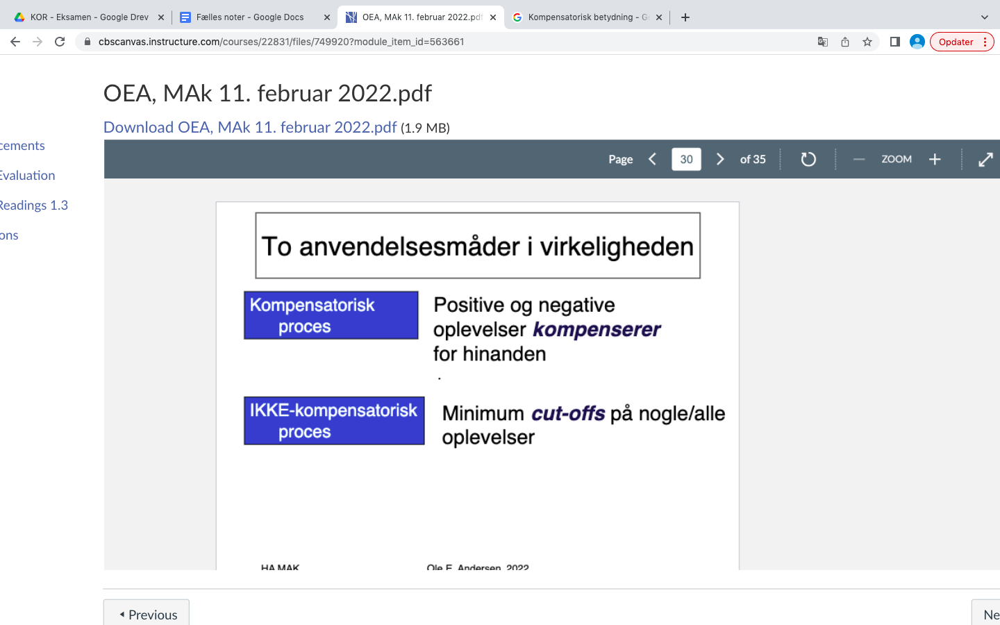 KOR - Eksamen - Google Drev
Fælles noter - Google Docs
OEA, MAk 11. februar 2022.pdf
Kompensatorisk betydning - G
cbscanvas.instructure.com/courses/22831/files/749920?module_item_id=563661
Opdater
OEA, MAk 11. februar 2022.pdf
Download OEA, MAk 11. februar 2022.pdf (1.9 MB)
cements
Evaluation
Readings 1.3
ons
Page 30 of 35 ZOOM
To anvendelsesmåder i virkeligheden
Kompensatorisk
proces
Positive og negative
oplevelser kompenserer
for hinanden
.
IKKE-kompensatorisk
proces
Minimum cut-offs på nogle/alle
oplevelser
HA MAK
Ole E. Andersen, 2022
Previous
Ne